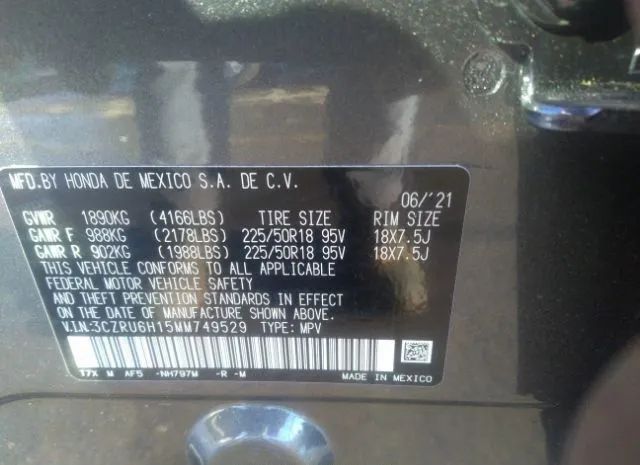 MFD.BY HONDA DE MEXICO S.A. DE C.V.
06/'21
GVWR 1890KG (4166LBS) TIRE SIZE RIM SIZE
GAWR F 988KG (2178LBS) 225/50R18 95V 18X7.5J
GAWR R 902KG (1988LBS) 225/50R18 95V 18X7.5J
THIS VEHICLE CONFORMS TO ALL APPLICABLE
FEDERAL MOTOR VEHICLE SAFETY
AND THEFT PREVENTION STANDARDS IN EFFECT
ON THE DATE OF MANUFACTURE SHOWN ABOVE.
V.I.N:3CZRU6H15MM749529 TYPE: MPV
T7X M AF5 -NH797M -R -M
MADE IN MEXICO